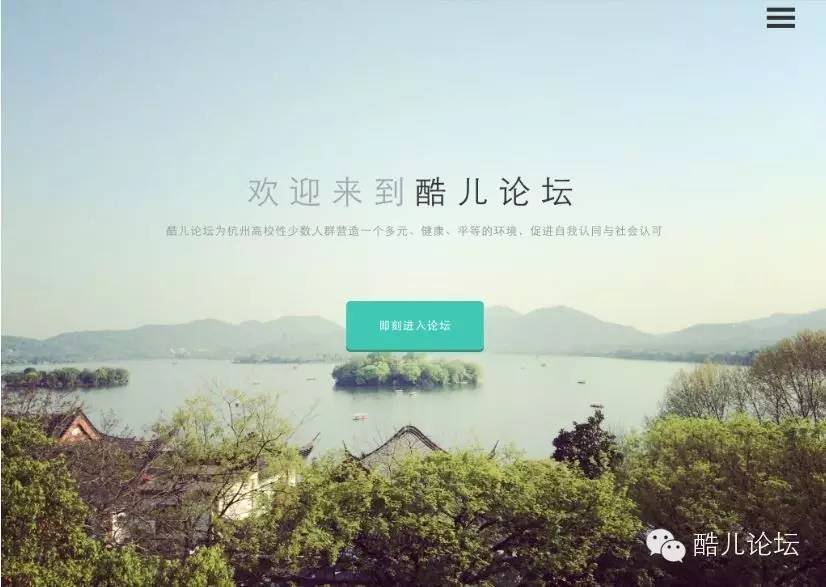 欢迎来到酷儿论坛
酷儿论坛为杭州高校性少数人群营造一个多元、健康、平等的环境，促进自我认同与社会认可
即刻进入论坛
酷儿论坛